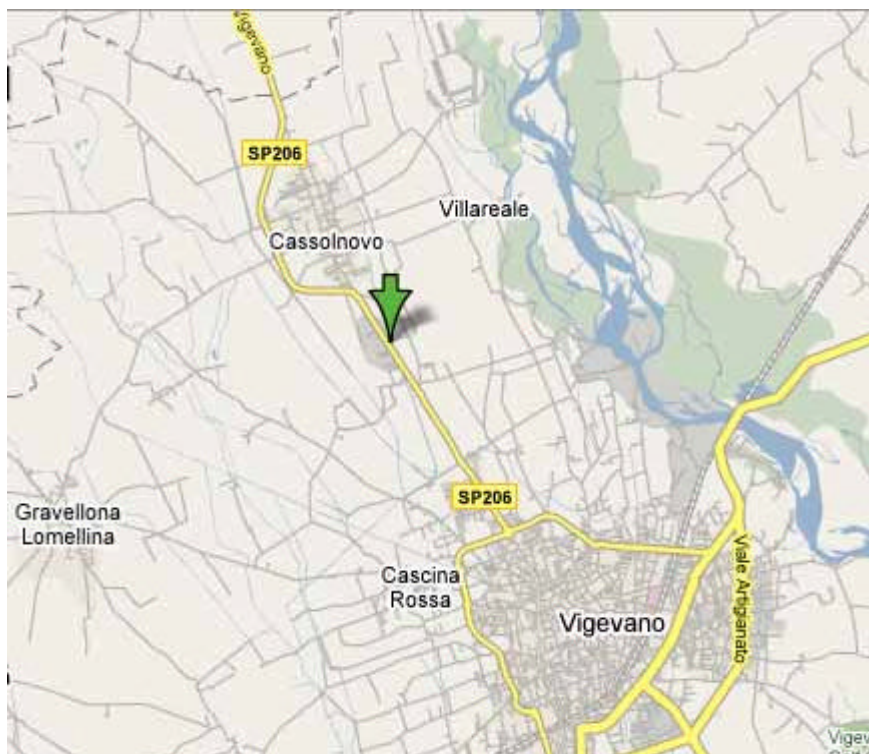 Vigevano
SP206
Villareale
Cassolnovo
SP206
Gravellona
Lomellina
Cascina
Rossa
Vigevano
Viale Artigianato